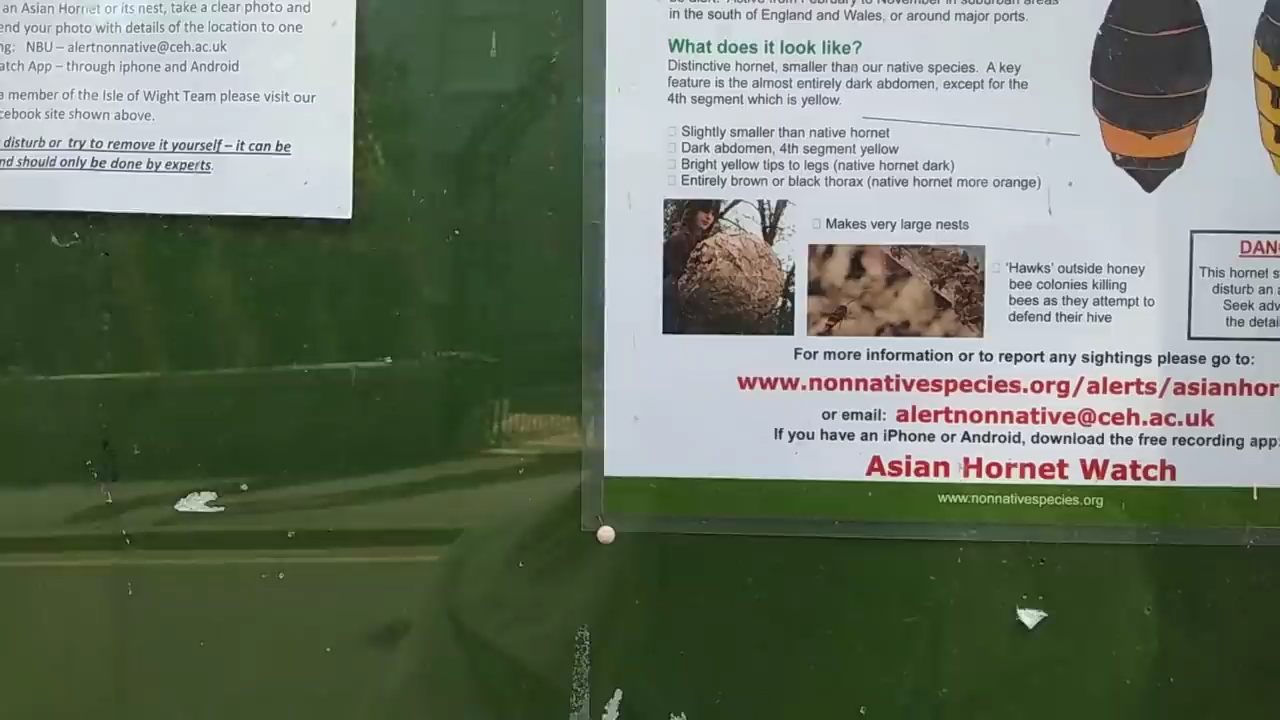 an Asian Hornet or its nest, take a clear photo and
end your photo with details of the location to one
ng: NBU – alertnonnative@ceh.ac.uk
atch App – through iphone and Android
a member of the Isle of Wight Team please visit our
cebook site shown above.
disturb or try to remove it yourself – it can be
nd should only be done by experts.
in the south of England and Wales, or around major ports.
What does it look like?
Distinctive hornet, smaller than our native species. A key
feature is the almost entirely dark abdomen, except for the
4th segment which is yellow.
Slightly smaller than native hornet
Dark abdomen, 4th segment yellow
Bright yellow tips to legs (native hornet dark)
Entirely brown or black thorax (native hornet more orange)
Makes very large nests
'Hawks' outside honey
bee colonies killing
bees as they attempt to
defend their hive
DAN
This hornet s
disturb an a
Seek adv
the detai
For more information or to report any sightings please go to:
www.nonnativespecies.org/alerts/asianhor
or email: alertnonnative@ceh.ac.uk
If you have an iPhone or Android, download the free recording app:
Asian Hornet Watch
www.nonnativespecies.org